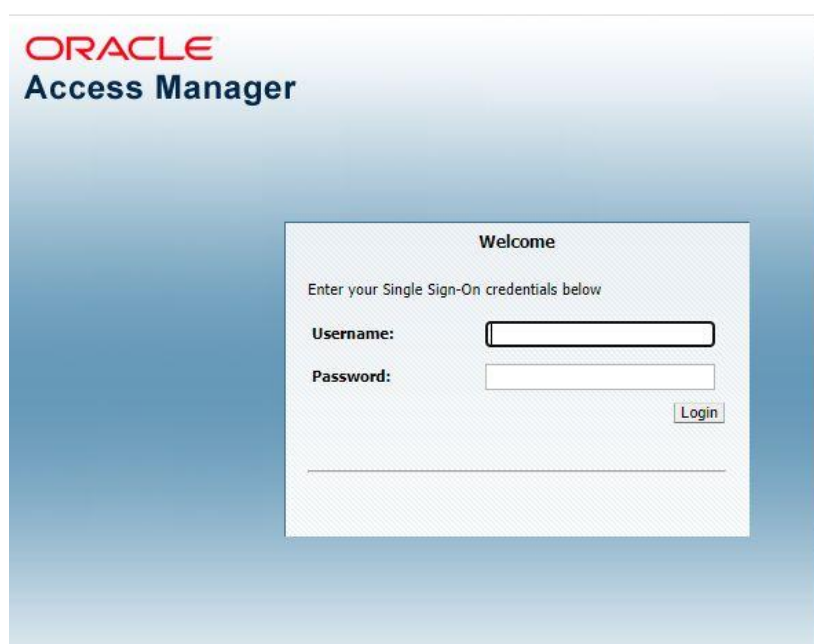 ORACLE
Access Manager
Welcome
Enter your Single Sign-On credentials below
Username:
Password:
Login